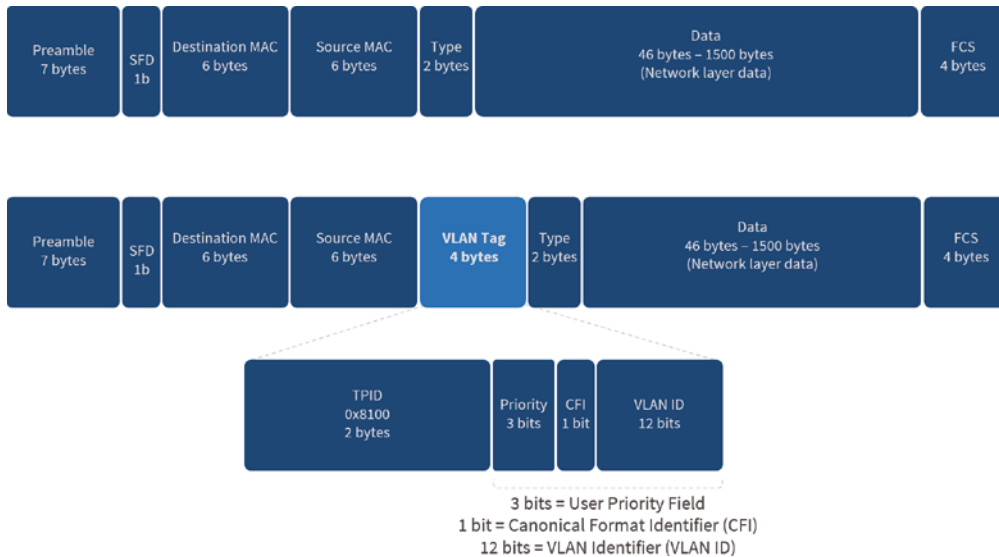 Preamble
7 bytes
SFD
1b
Destination MAC
6 bytes
Source MAC
6 bytes
Type
2 bytes
Data
46 bytes – 1500 bytes
(Network layer data)
FCS
4 bytes
Preamble
7 bytes
SFD
1b
Destination MAC
6 bytes
Source MAC
6 bytes
VLAN Tag
4 bytes
Type
2 bytes
Data
46 bytes – 1500 bytes
(Network layer data)
FCS
4 bytes
TPID
0x8100
2 bytes
Priority
3 bits
CFI
1 bit
VLAN ID
12 bits
3 bits = User Priority Field
1 bit = Canonical Format Identifier (CFI)
12 bits = VLAN Identifier (VLAN ID)